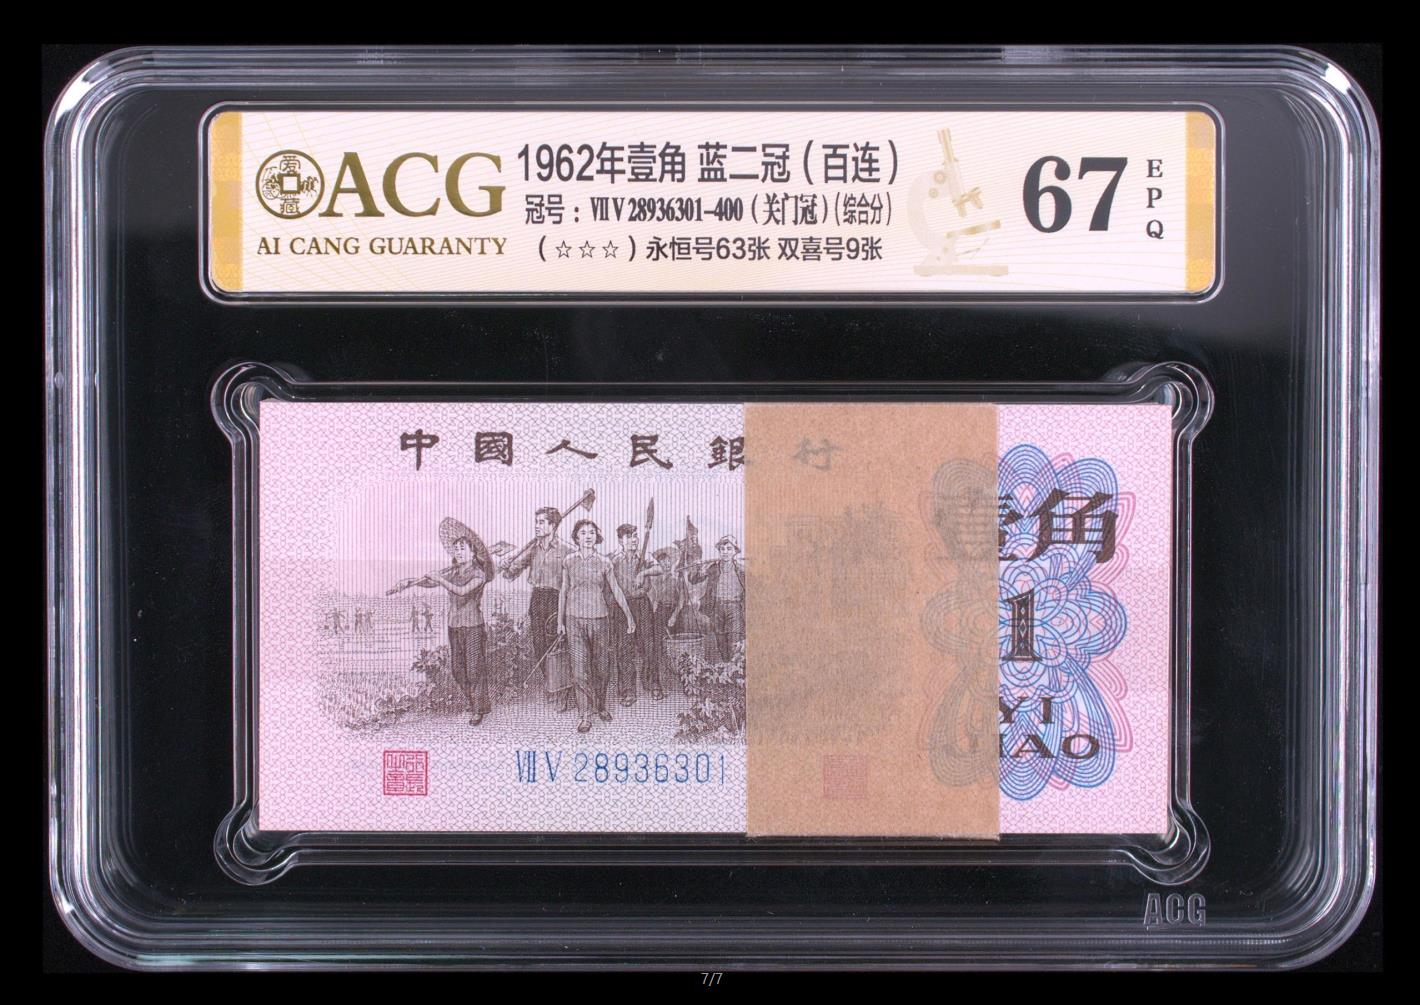 ACG
AI CANG GUARANTY
1962年壹角 蓝二冠（百连）
冠号：ⅦⅤ28936301-400（关门冠）（综合分）
（☆☆☆）永恒号63张 双喜号9张
67
EPQ
中國人民銀行
壹角
1
YI
JIAO
ⅦⅤ 28936301
ACG
7/7